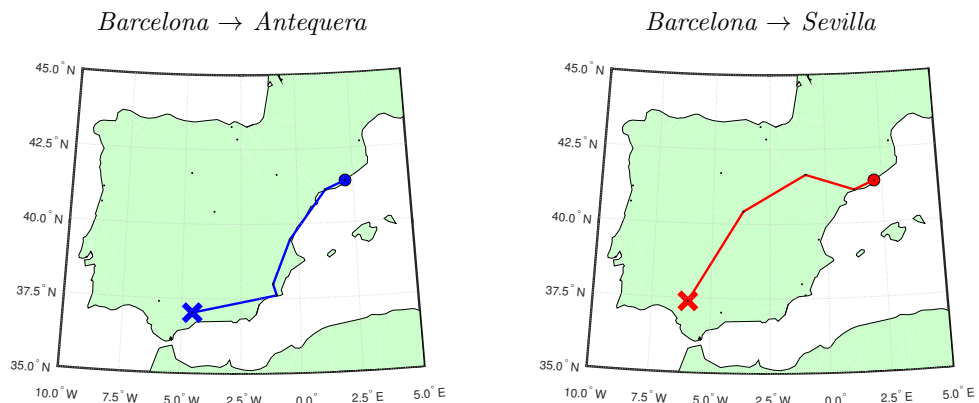 Barcelona → Antequera
Barcelona → Sevilla
45.0° N
42.5° N
40.0° N
37.5° N
35.0° N
10.0° W
7.5° W
5.0° W
0.0°
2.5° E
5.0° E
45.0° N
42.5° N
40.0° N
37.5° N
35.0° N
10.0° W
7.5° W
5.0° W
2.5° W
0.0°
2.5° E
5.0° E